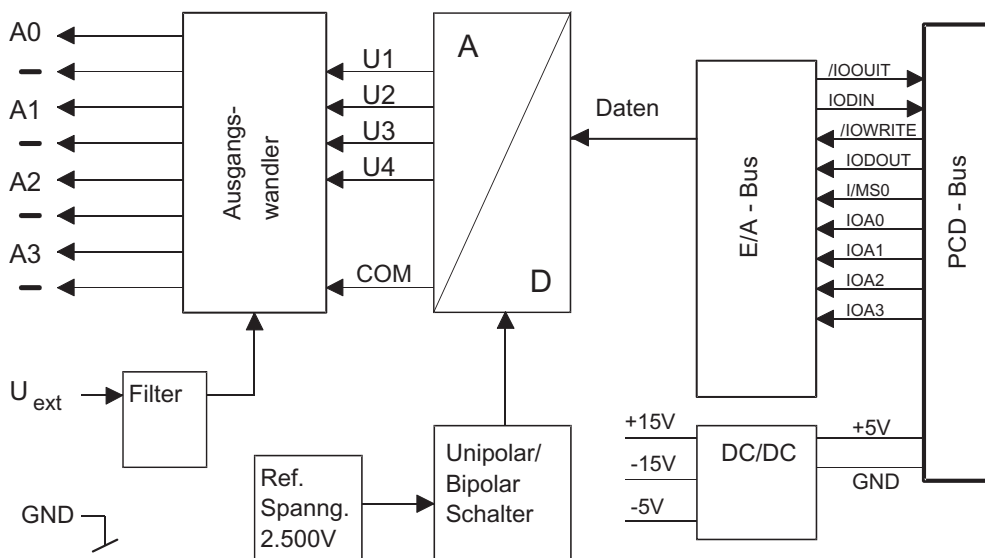 A0
–
A1
–
A2
–
A3
–
Ausgangs-
wandler
U1
U2
U3
U4
COM
A
D
Daten
E/A - Bus
/IOOUIT
IODIN
/IOWRITE
IODOUT
I/MS0
IOA0
IOA1
IOA2
IOA3
PCD - Bus
U ext
Filter
GND
Ref.
Spanng.
2.500V
Unipolar/
Bipolar
Schalter
+15V
-15V
-5V
DC/DC
+5V
GND